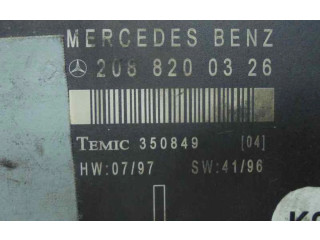 MERCEDES BENZ
208 820 03 26
TEMIC 350849 [04]
HW:07/97 SW:41/96